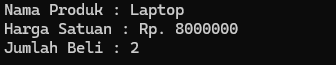 Nama Produk : Laptop
Harga Satuan : Rp. 8000000
Jumlah Beli : 2